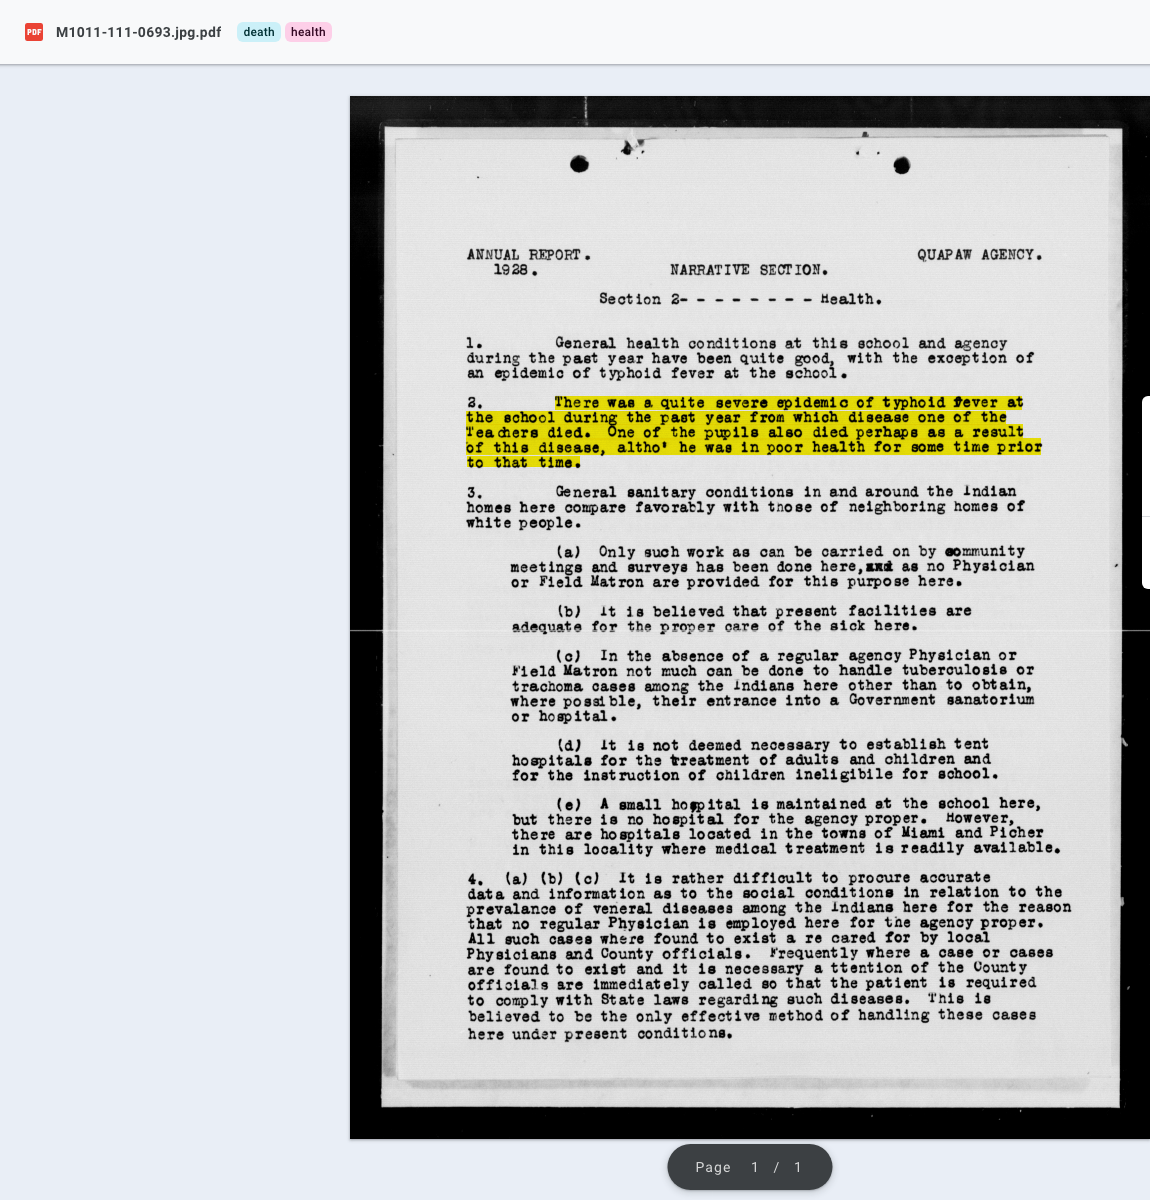 PDF M1011-111-0693.jpg.pdf death health
ANNUAL REPORT. QUAPAW AGENCY.
1928. NARRATIVE SECTION.
Section 2- - - - - - - - Health.
1. General health conditions at this school and agency
during the past year have been quite good, with the exception of
an epidemic of typhoid fever at the school.
2. There was a quite severe epidemic of typhoid fever at
the school during the past year from which disease one of the
Teachers died. One of the pupils also died perhaps as a result
of this disease, altho' he was in poor health for some time prior
to that time.
3. General sanitary conditions in and around the Indian
homes here compare favorably with those of neighboring homes of
white people.
(a) Only such work as can be carried on by community
meetings and surveys has been done here, as no Physician
or Field Matron are provided for this purpose here.
(b) It is believed that present facilities are
adequate for the proper care of the sick here.
(c) In the absence of a regular agency Physician or
Field Matron not much can be done to handle tuberculosis or
trachoma cases among the Indians here other than to obtain,
where possible, their entrance into a Government sanatorium
or hospital.
(d) It is not deemed necessary to establish tent
hospitals for the treatment of adults and children and
for the instruction of children ineligibile for school.
(e) A small hospital is maintained at the school here,
but there is no hospital for the agency proper. However,
there are hospitals located in the towns of Miami and Picher
in this locality where medical treatment is readily available.
4. (a) (b) (c) It is rather difficult to procure accurate
data and information as to the social conditions in relation to the
prevalance of veneral diseases among the Indians here for the reason
that no regular Physician is employed here for the agency proper.
All such cases where found to exist a re cared for by local
Physicians and County officials. Frequently where a case or cases
are found to exist and it is necessary a ttention of the County
officials are immediately called so that the patient is required
to comply with State laws regarding such diseases. This is
believed to be the only effective method of handling these cases
here under present conditions.
Page 1 / 1